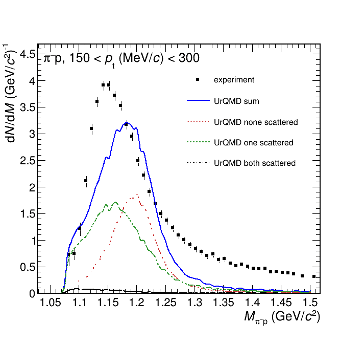 π⁻p, 150 < pₜ (MeV/c) < 300
dN/dM (GeV/c²)⁻¹
experiment
UrQMD sum
UrQMD none scattered
UrQMD one scattered
UrQMD both scattered
4.5
4
3.5
3
2.5
2
1.5
1
0.5
0
1.05 1.1 1.15 1.2 1.25 1.3 1.35 1.4 1.45 1.5
M_π⁻p (GeV/c²)